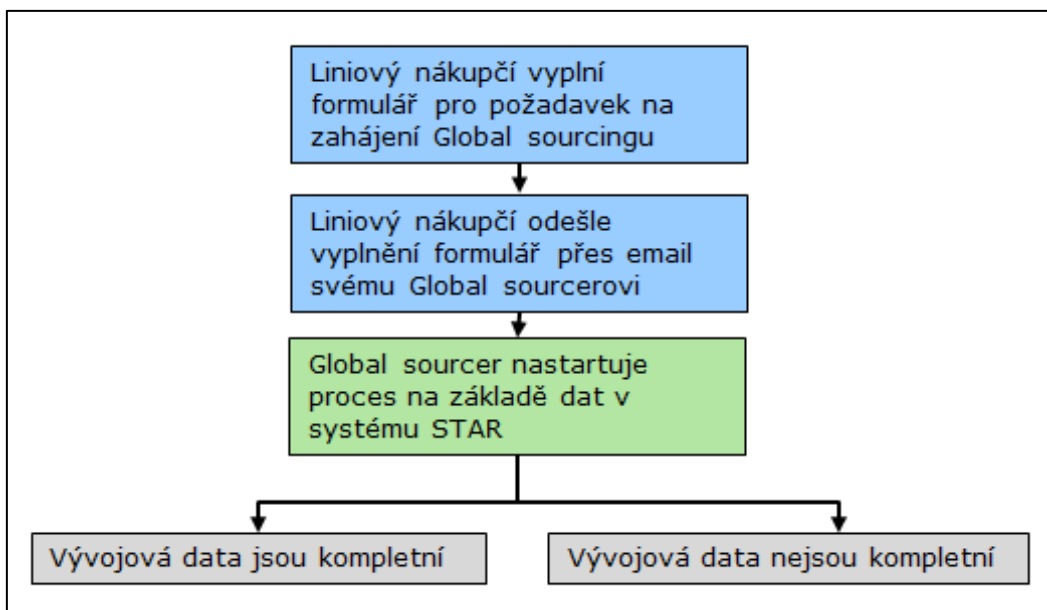 Liniový nákupčí vyplní
formulář pro požadavek na
zahájení Global sourcingu
Liniový nákupčí odešle
vyplnění formulář přes email
svému Global sourcerovi
Global sourcer nastartuje
proces na základě dat v
systému STAR
Vývojová data jsou kompletní
Vývojová data nejsou kompletní